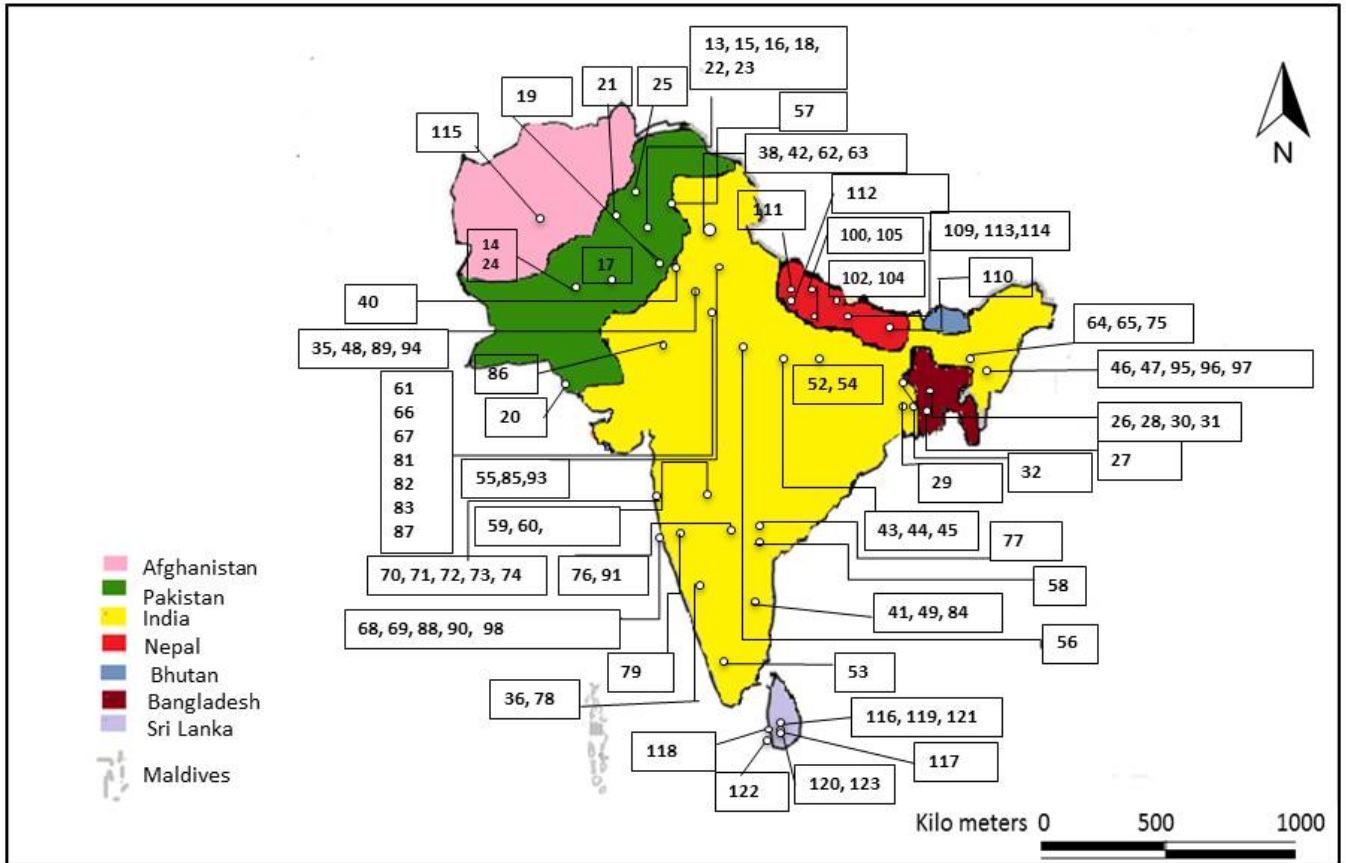 13, 15, 16, 18,
22, 23
21
25
19
57
115
38, 42, 62, 63
112
111
100, 105
109, 113,114
14
24
17
102, 104
110
40
64, 65, 75
35, 48, 89, 94
86
52, 54
46, 47, 95, 96, 97
61
66
67
81
82
83
87
20
26, 28, 30, 31
27
55,85,93
29
32
59, 60,
43, 44, 45
77
70, 71, 72, 73, 74
76, 91
58
68, 69, 88, 90, 98
41, 49, 84
56
79
53
36, 78
116, 119, 121
118
117
122
120, 123
N
Afghanistan
Pakistan
India
Nepal
Bhutan
Bangladesh
Sri Lanka
Maldives
Kilo meters 0 500 1000